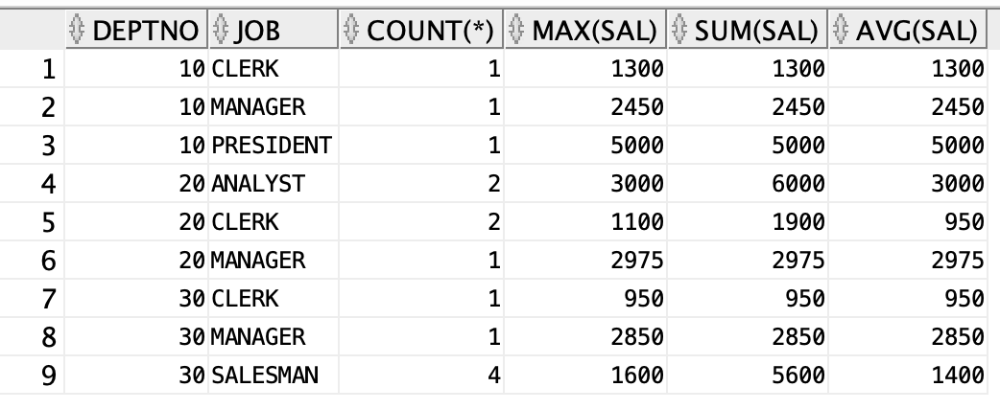 DEPTNO JOB COUNT(*) MAX(SAL) SUM(SAL) AVG(SAL)
1 10 CLERK 1 1300 1300 1300
2 10 MANAGER 1 2450 2450 2450
3 10 PRESIDENT 1 5000 5000 5000
4 20 ANALYST 2 3000 6000 3000
5 20 CLERK 2 1100 1900 950
6 20 MANAGER 1 2975 2975 2975
7 30 CLERK 1 950 950 950
8 30 MANAGER 1 2850 2850 2850
9 30 SALESMAN 4 1600 5600 1400